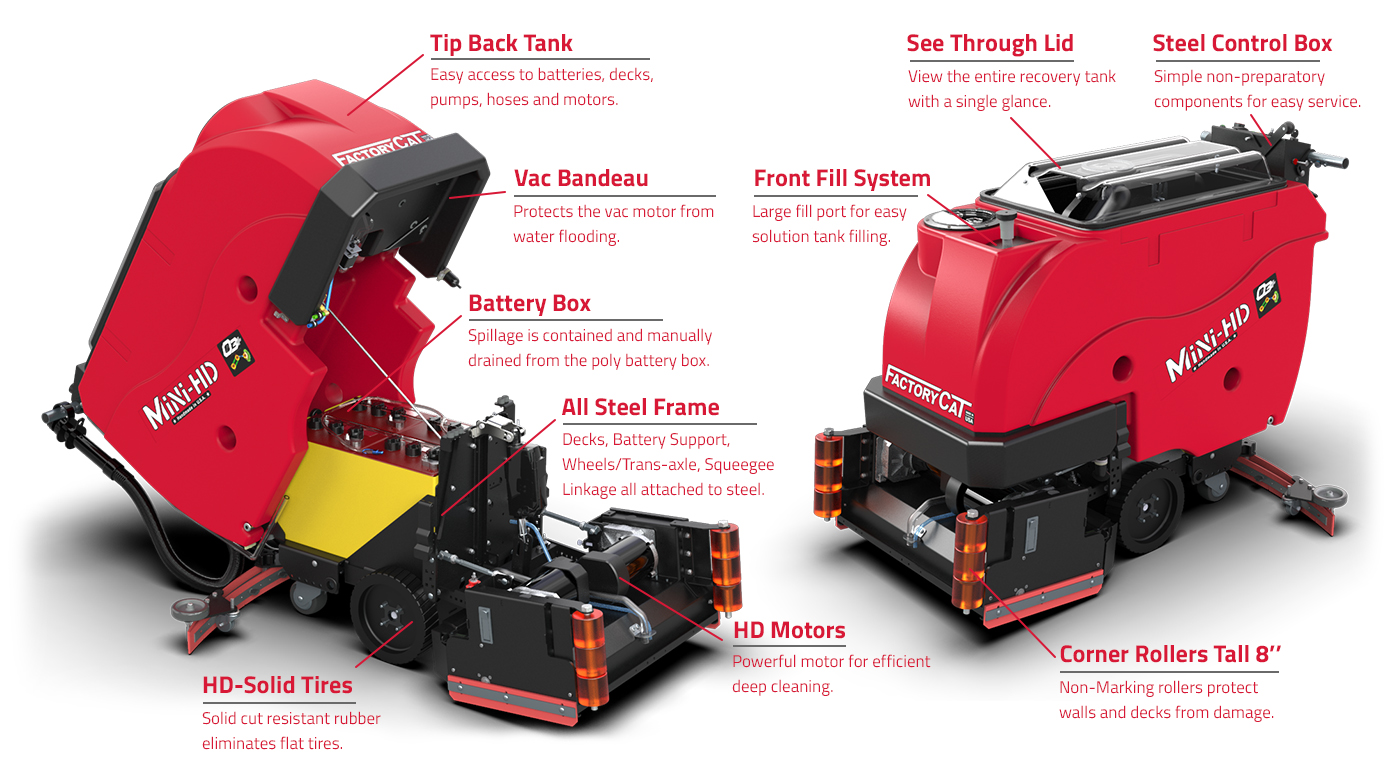 Tip Back Tank
Easy access to batteries, decks,
pumps, hoses and motors.
See Through Lid
View the entire recovery tank
with a single glance.
Steel Control Box
Simple non-preparatory
components for easy service.
Vac Bandeau
Protects the vac motor from
water flooding.
Front Fill System
Large fill port for easy
solution tank filling.
Battery Box
Spillage is contained and manually
drained from the poly battery box.
All Steel Frame
Decks, Battery Support,
Wheels/Trans-axle, Squeegee
Linkage all attached to steel.
HD Motors
Powerful motor for efficient
deep cleaning.
HD-Solid Tires
Solid cut resistant rubber
eliminates flat tires.
Corner Rollers Tall 8’’
Non-Marking rollers protect
walls and decks from damage.
FACTORYCAT
MiNi-HD
MiNi-HD
FACTORYCAT
USA